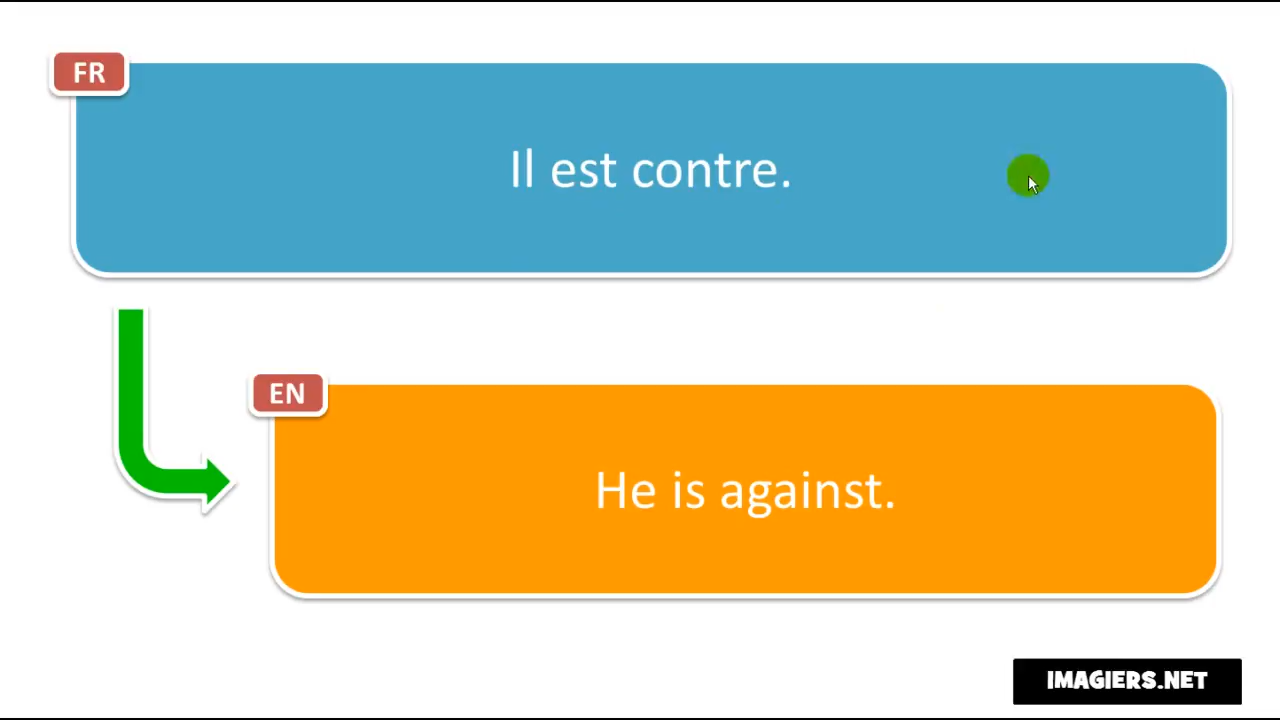 FR
Il est contre.
EN
He is against.
IMAGIERS.NET